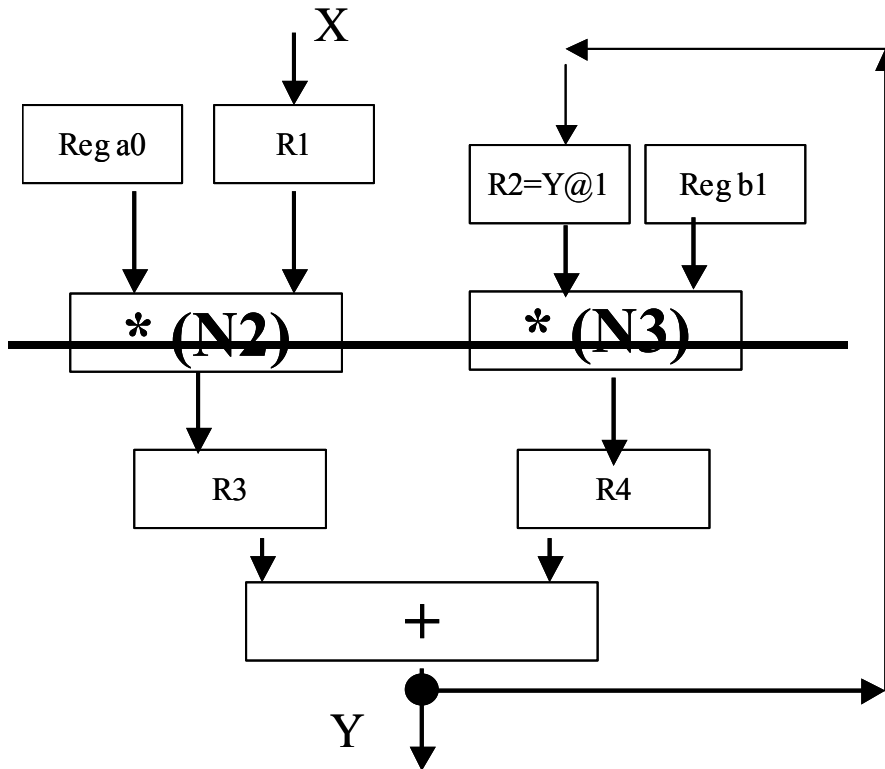 X
Reg a0
R1
R2=Y@1
Reg b1
* (N2)
* (N3)
R3
R4
+
Y